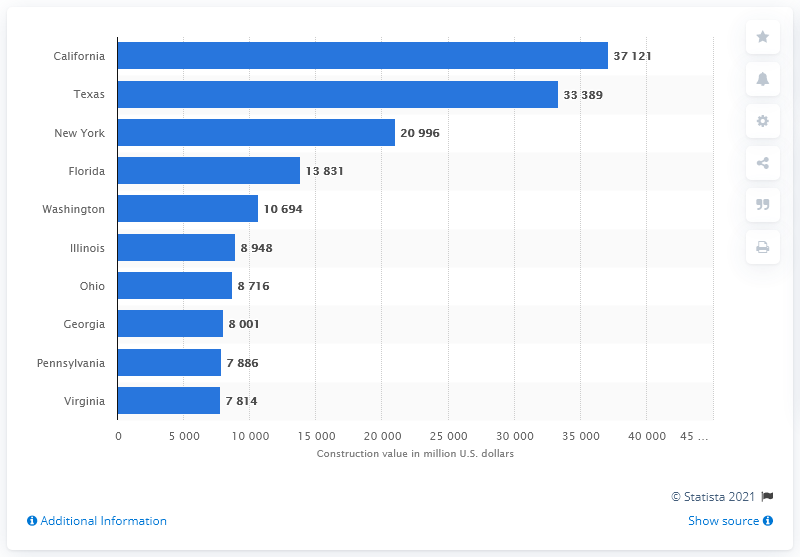 California 37 121
Texas 33 389
New York 20 996
Florida 13 831
Washington 10 694
Illinois 8 948
Ohio 8 716
Georgia 8 001
Pennsylvania 7 886
Virginia 7 814
0 5 000 10 000 15 000 20 000 25 000 30 000 35 000 40 000 45 ...
Construction value in million U.S. dollars
© Statista 2021
Additional Information Show source